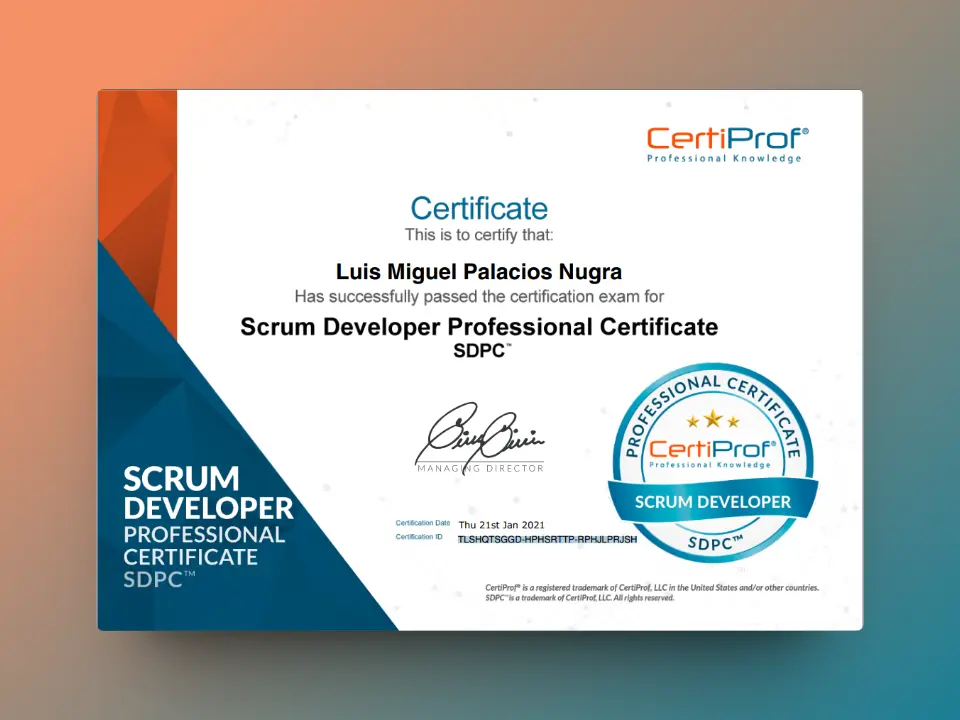 CertiProf®
Professional Knowledge
Certificate
This is to certify that:
Luis Miguel Palacios Nugra
Has successfully passed the certification exam for
Scrum Developer Professional Certificate
SDPC™
MANAGING DIRECTOR
PROFESSIONAL CERTIFICATE
CertiProf®
Professional Knowledge
SCRUM DEVELOPER
SDPC™
SCRUM
DEVELOPER
PROFESSIONAL
CERTIFICATE
SDPC™
Certification Date Thu 21st Jan 2021
Certification ID TLSHQTSGGD-HPHSRTTP-RPHJLPRJSH
CertiProf® is a registered trademark of CertiProf, LLC in the United States and/or other countries.
SDPC™ is a trademark of CertiProf, LLC. All rights reserved.